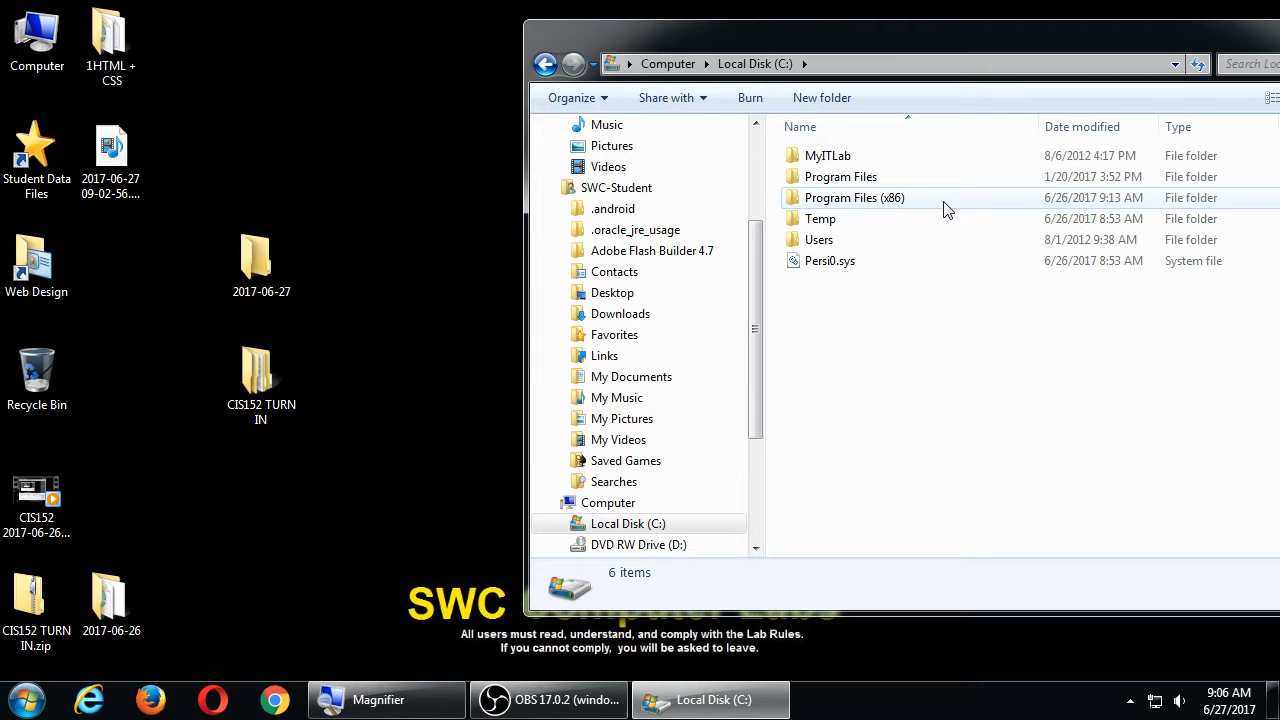 Computer
1HTML +
CSS
Student Data
Files
2017-06-27
09-02-56....
Web Design
2017-06-27
Recycle Bin
CIS152 TURN
IN
CIS152
2017-06-26...
CIS152 TURN
IN.zip
2017-06-26
Computer
Local Disk (C:)
Search Loc
Organize
Share with
Burn
New folder
Music
Pictures
Videos
SWC-Student
.android
.oracle_jre_usage
Adobe Flash Builder 4.7
Contacts
Desktop
Downloads
Favorites
Links
My Documents
My Music
My Pictures
My Videos
Saved Games
Searches
Computer
Local Disk (C:)
DVD RW Drive (D:)
Name Date modified Type
MyITLab 8/6/2012 4:17 PM File folder
Program Files 1/20/2017 3:52 PM File folder
Program Files (x86) 6/26/2017 9:13 AM File folder
Temp 6/26/2017 8:53 AM File folder
Users 8/1/2012 9:38 AM File folder
Persi0.sys 6/26/2017 8:53 AM System file
6 items
SWC Computer Labs
All users must read, understand, and comply with the Lab Rules.
If you cannot comply, you will be asked to leave.
Magnifier
OBS 17.0.2 (windo...
Local Disk (C:)
9:06 AM
6/27/2017